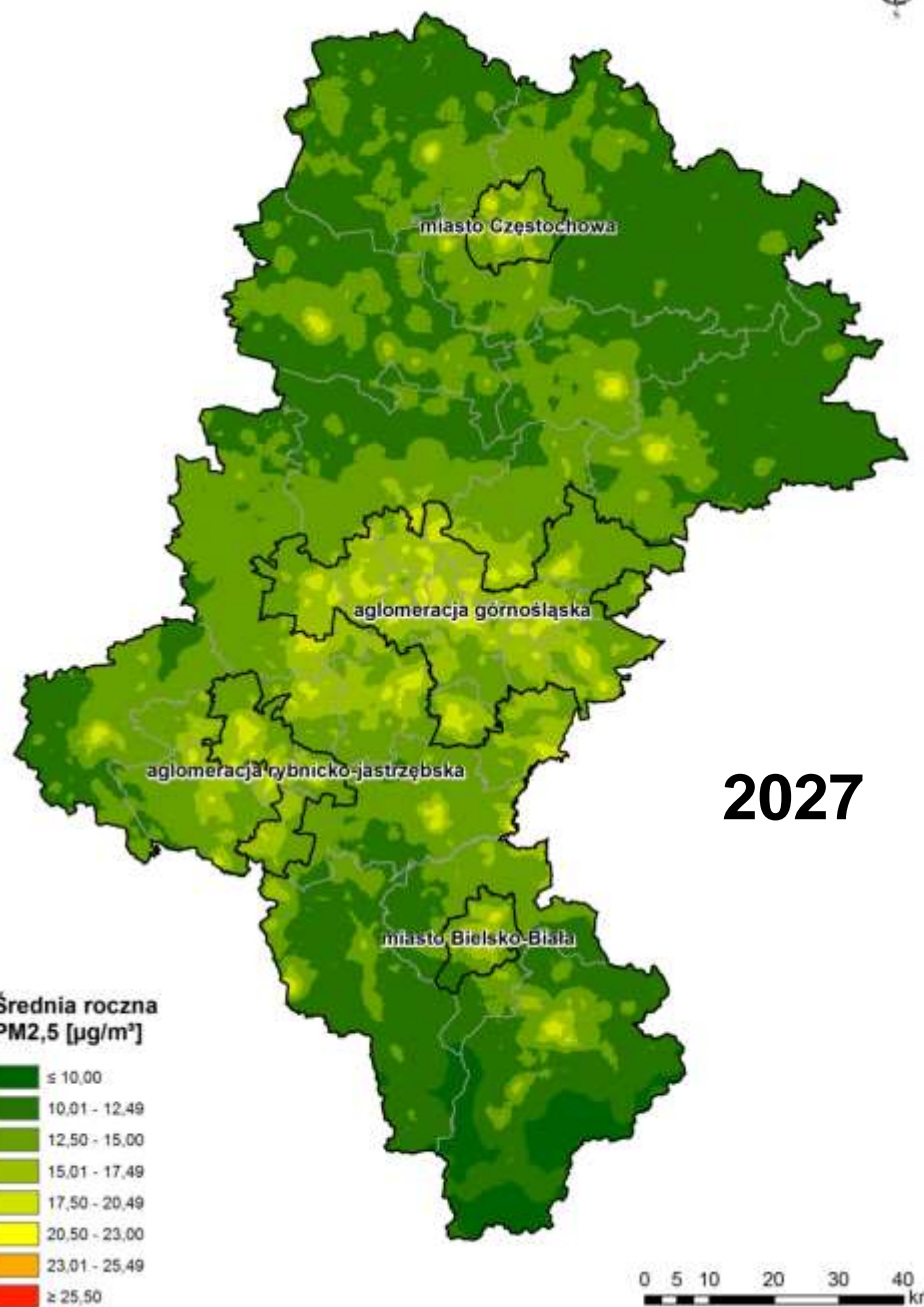 miasto Częstochowa
aglomeracja górnośląska
aglomeracja rybnicko-jastrzębska
2027
miasto Bielsko-Biała
Średnia roczna
PM2,5 [µg/m³]
≤ 10,00
10,01 - 12,49
12,50 - 15,00
15,01 - 17,49
17,50 - 20,49
20,50 - 23,00
23,01 - 25,49
≥ 25,50
0 5 10 20 30 40
km